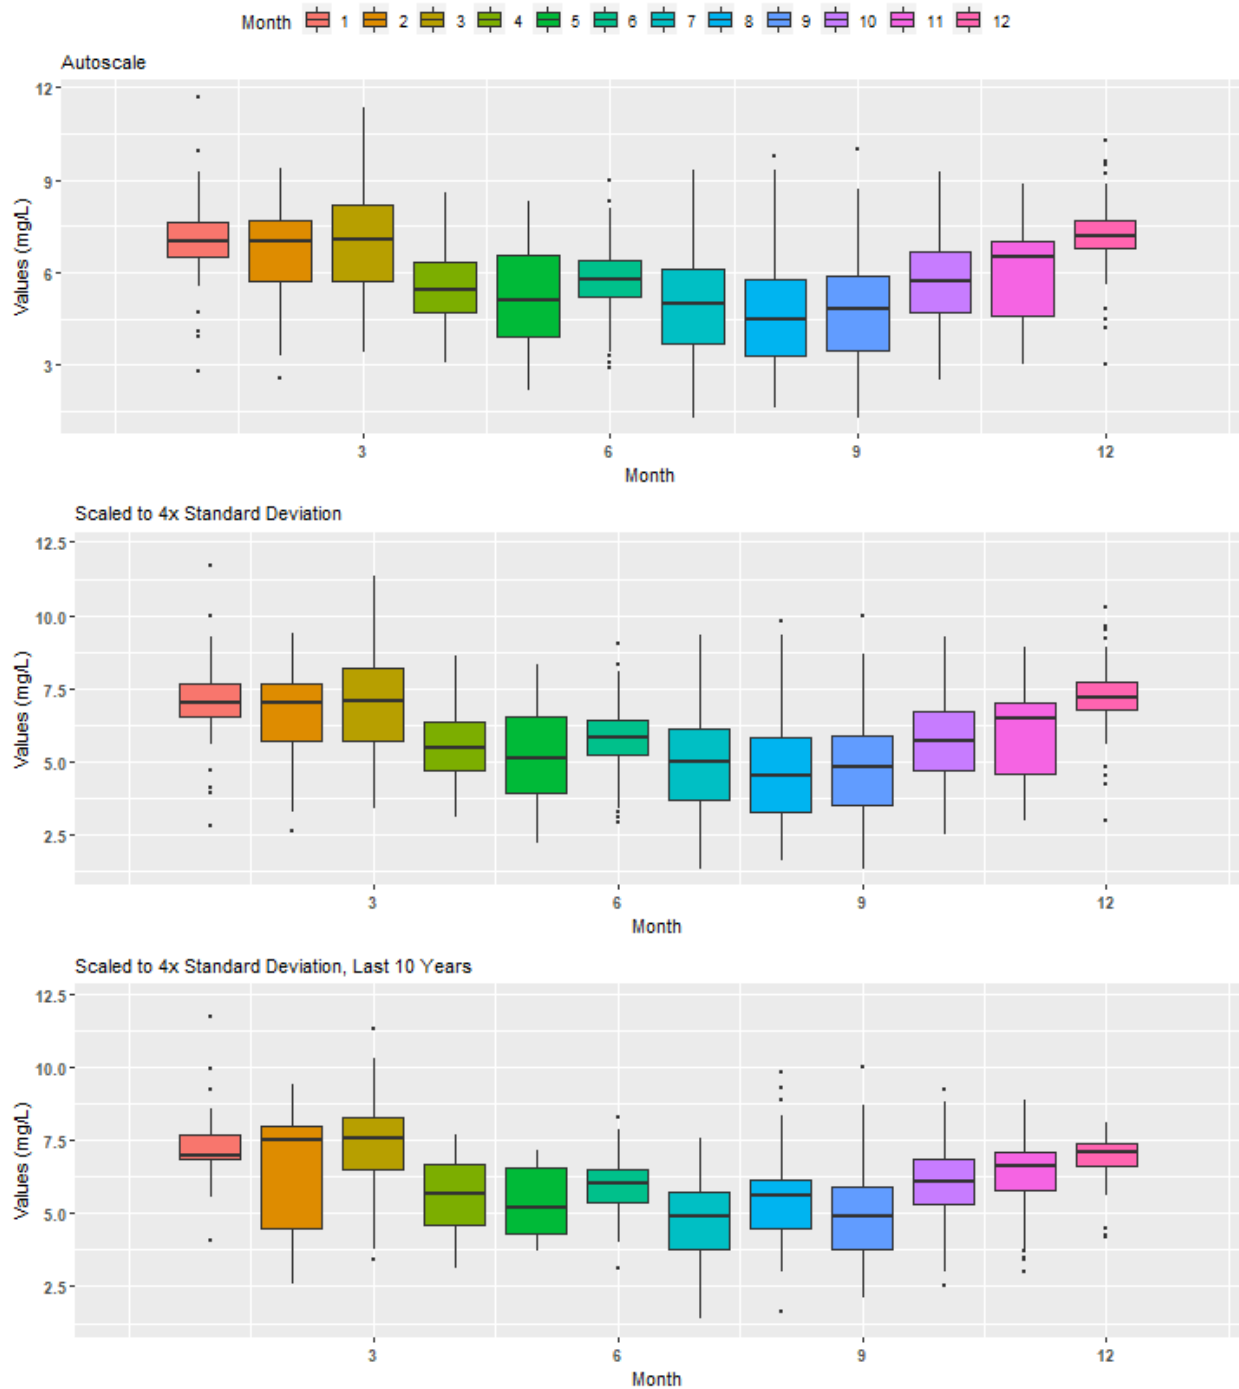 Month 1 2 3 4 5 6 7 8 9 10 11 12
Autoscale
12
9
6
3
Values (mg/L)
3 6 9 12
Month
Scaled to 4x Standard Deviation
12.5
10.0
7.5
5.0
2.5
Values (mg/L)
3 6 9 12
Month
Scaled to 4x Standard Deviation, Last 10 Years
12.5
10.0
7.5
5.0
2.5
Values (mg/L)
3 6 9 12
Month